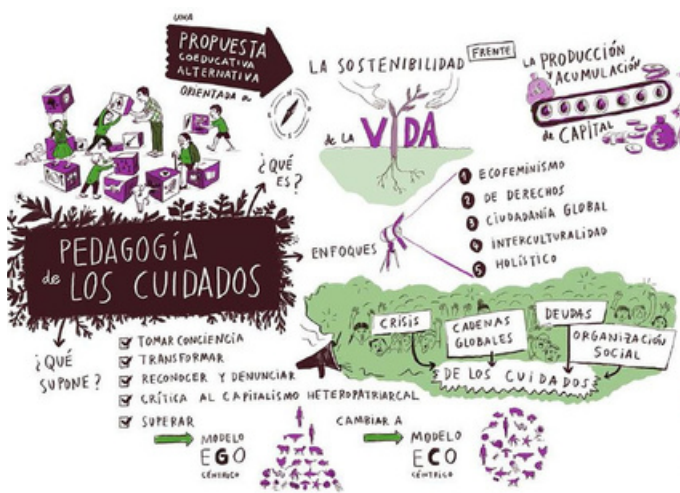 UNA
PROPUESTA
COEDUCATIVA
ALTERNATIVA
ORIENTADA a
LA SOSTENIBILIDAD
de LA VIDA
FRENTE
LA PRODUCCIÓN
Y ACUMULACIÓN
de CAPITAL
¿QUÉ
ES?
PEDAGOGÍA
de LOS CUIDADOS
ENFOQUES
1 ECOFEMINISMO
2 DE DERECHOS
3 CIUDADANÍA GLOBAL
4 INTERCULTURALIDAD
5 HOLÍSTICO
CRISIS
CADENAS
GLOBALES
DEUDAS
ORGANIZACIÓN
SOCIAL
DE LOS CUIDADOS
¿QUÉ
SUPONE?
TOMAR CONCIENCIA
TRANSFORMAR
RECONOCER Y DENUNCIAR
CRÍTICA AL CAPITALISMO HETEROPATRIARCAL
SUPERAR
MODELO
EGO
CÉNTRICO
CAMBIAR A
MODELO
ECO
CÉNTRICO